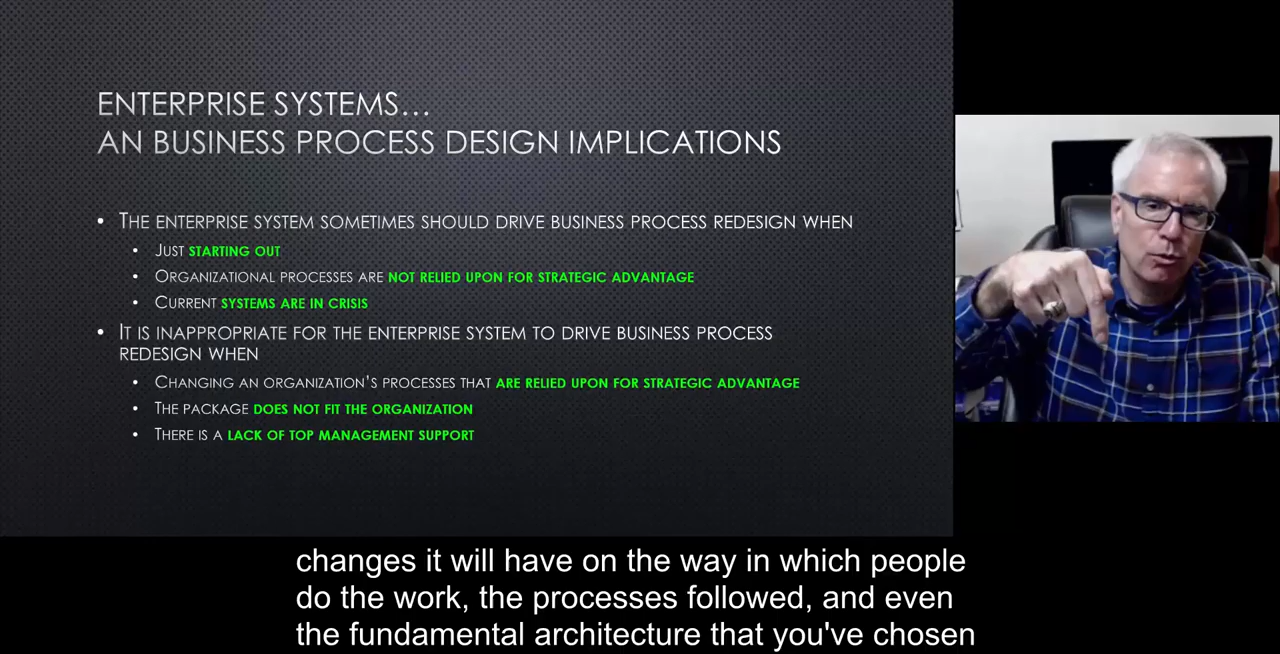 ENTERPRISE SYSTEMS…
AN BUSINESS PROCESS DESIGN IMPLICATIONS
• THE ENTERPRISE SYSTEM SOMETIMES SHOULD DRIVE BUSINESS PROCESS REDESIGN WHEN
• JUST STARTING OUT
• ORGANIZATIONAL PROCESSES ARE NOT RELIED UPON FOR STRATEGIC ADVANTAGE
• CURRENT SYSTEMS ARE IN CRISIS
• IT IS INAPPROPRIATE FOR THE ENTERPRISE SYSTEM TO DRIVE BUSINESS PROCESS
REDESIGN WHEN
• CHANGING AN ORGANIZATION'S PROCESSES THAT ARE RELIED UPON FOR STRATEGIC ADVANTAGE
• THE PACKAGE DOES NOT FIT THE ORGANIZATION
• THERE IS A LACK OF TOP MANAGEMENT SUPPORT
changes it will have on the way in which people
do the work, the processes followed, and even
the fundamental architecture that you've chosen